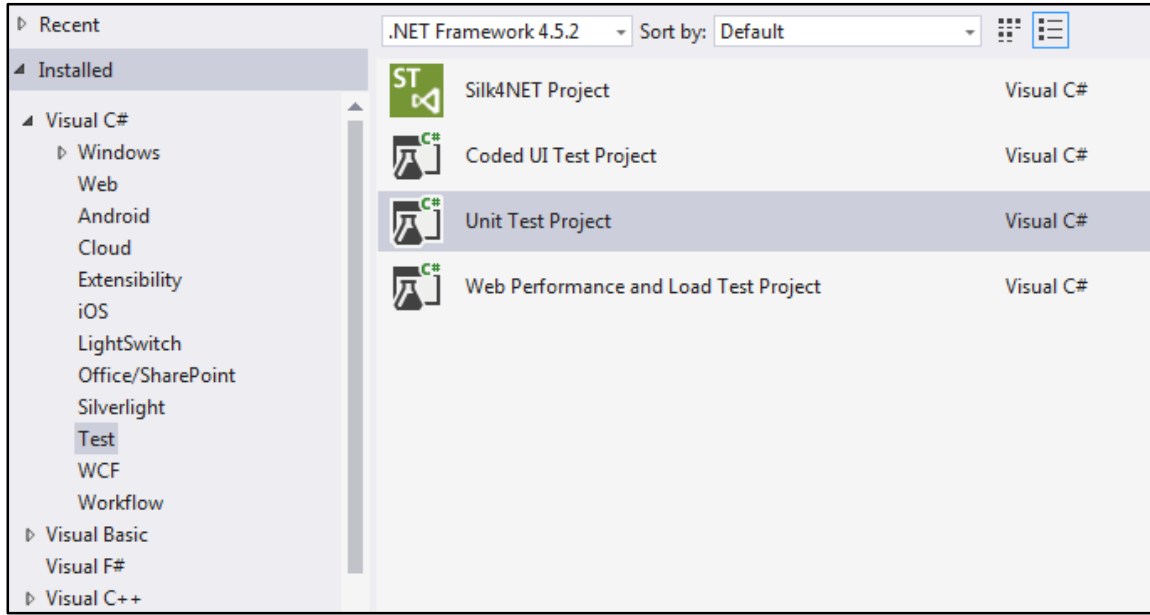 Recent
Installed
Visual C#
Windows
Web
Android
Cloud
Extensibility
iOS
LightSwitch
Office/SharePoint
Silverlight
Test
WCF
Workflow
Visual Basic
Visual F#
Visual C++
.NET Framework 4.5.2 Sort by: Default
ST Silk4NET Project Visual C#
C# Coded UI Test Project Visual C#
C# Unit Test Project Visual C#
C# Web Performance and Load Test Project Visual C#